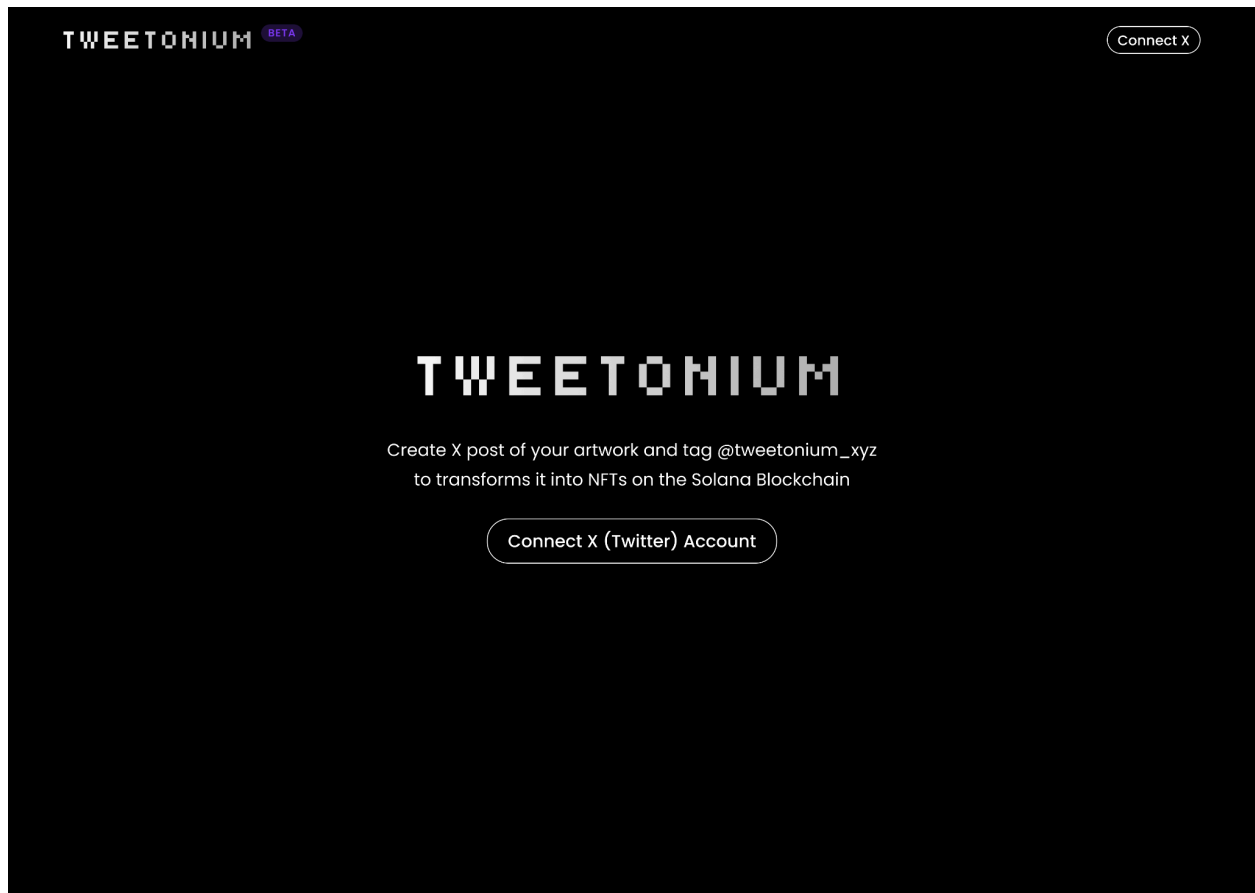 TWEETONIUM BETA
Connect X
TWEETONIUM
Create X post of your artwork and tag @tweetonium_xyz
to transforms it into NFTs on the Solana Blockchain
Connect X (Twitter) Account